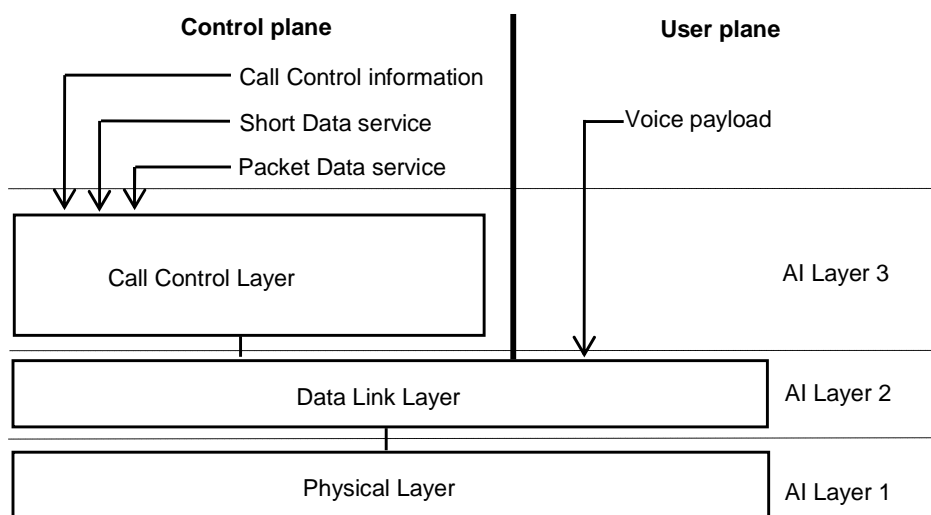 Control plane
User plane
Call Control information
Short Data service
Voice payload
Packet Data service
Call Control Layer
AI Layer 3
Data Link Layer
AI Layer 2
Physical Layer
AI Layer 1